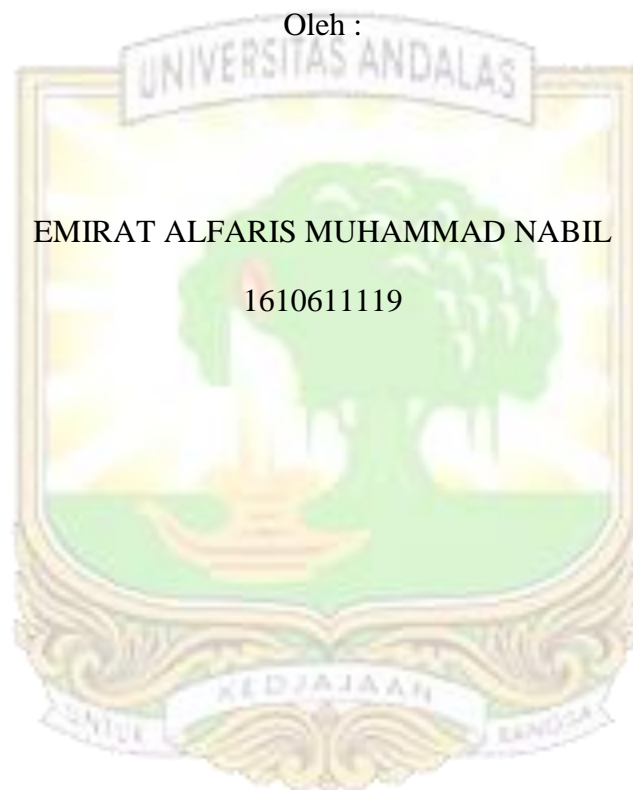 Oleh :
UNIVERSITAS ANDALAS
EMIRAT ALFARIS MUHAMMAD NABIL
1610611119
UNTUK KEDJAJAAN BANGSA